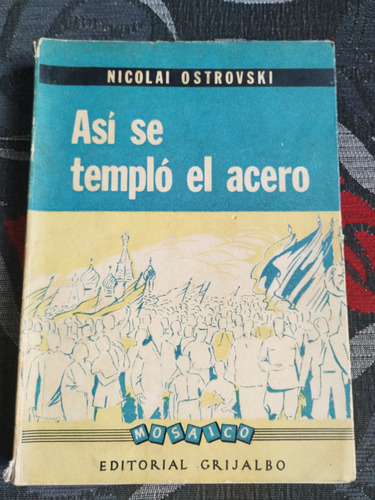 NICOLAI OSTROVSKI
Así se
templó el acero
MOSAICO
EDITORIAL GRIJALBO